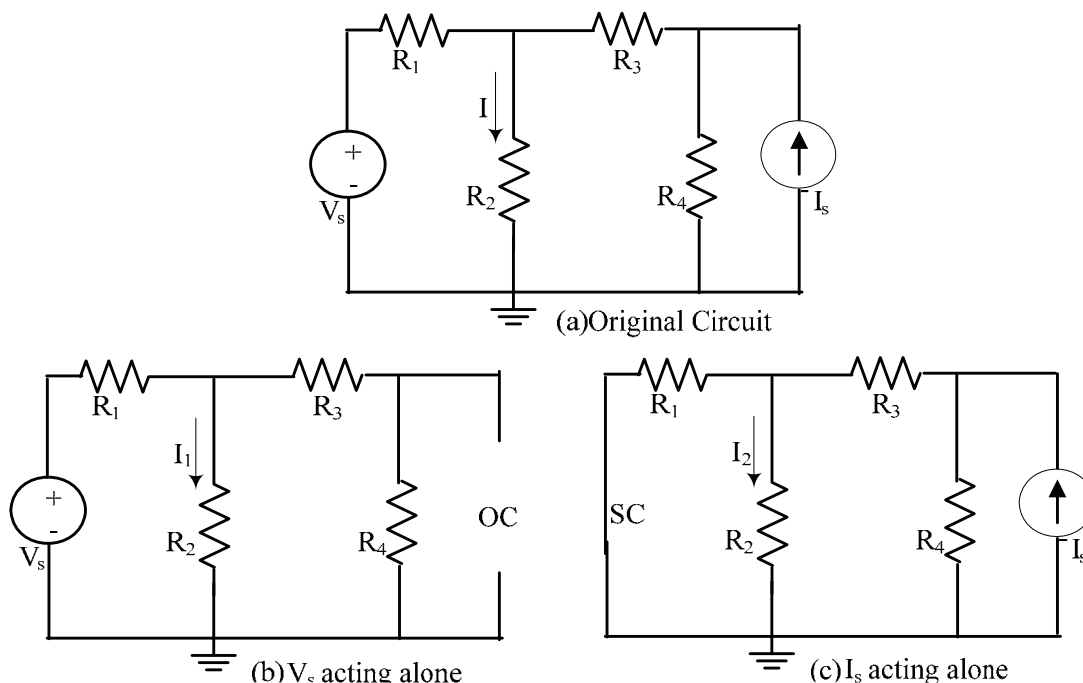 R₁
R₃
I
+
-
Vₛ
R₂
R₄
- Iₛ
(a)Original Circuit
R₁
R₃
I₁
+
-
Vₛ
R₂
R₄
OC
(b)Vₛ acting alone
R₁
R₃
I₂
SC
R₂
R₄
- Iₛ
(c)Iₛ acting alone